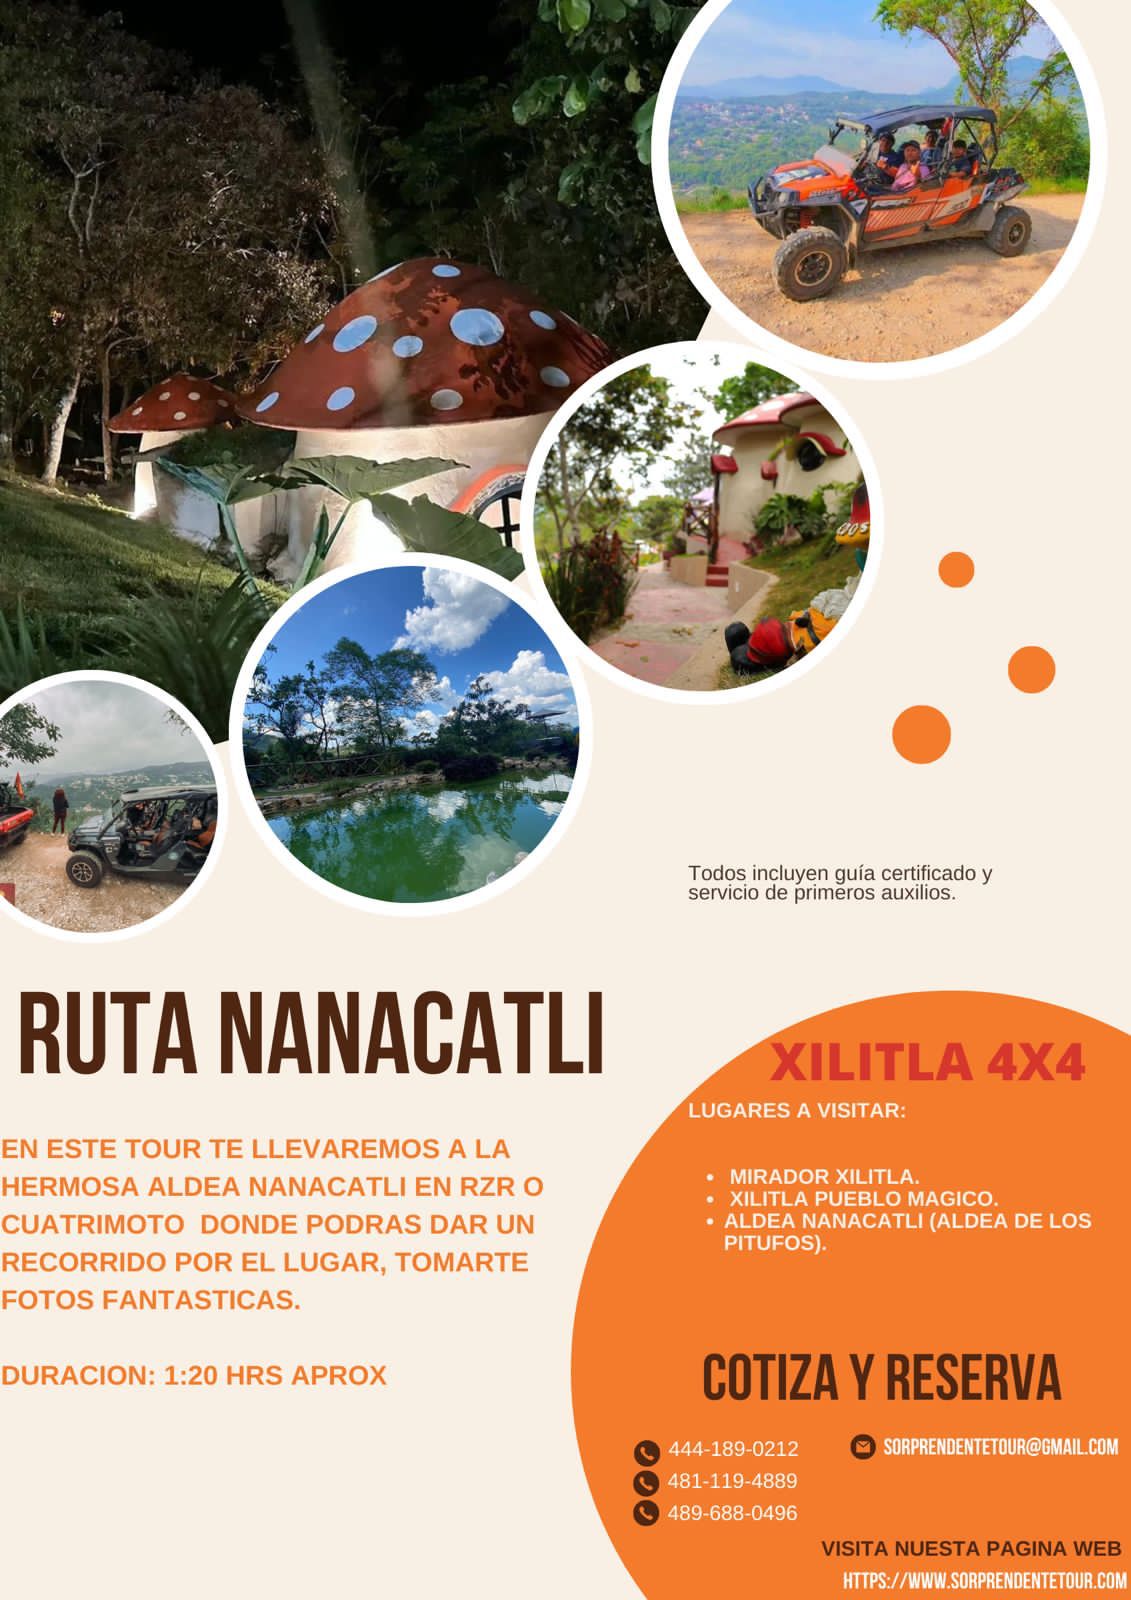 Todos incluyen guía certificado y
servicio de primeros auxilios.
RUTA NANACATLI
EN ESTE TOUR TE LLEVAREMOS A LA
HERMOSA ALDEA NANACATLI EN RZR O
CUATRIMOTO  DONDE PODRAS DAR UN
RECORRIDO POR EL LUGAR, TOMARTE
FOTOS FANTASTICAS.
DURACION: 1:20 HRS APROX
XILITLA 4X4
LUGARES A VISITAR:
• MIRADOR XILITLA.
• XILITLA PUEBLO MAGICO.
• ALDEA NANACATLI (ALDEA DE LOS
PITUFOS).
COTIZA Y RESERVA
444-189-0212
481-119-4889
489-688-0496
SORPRENDENTETOUR@GMAIL.COM
VISITA NUESTA PAGINA WEB
HTTPS://WWW.SORPRENDENTETOUR.COM